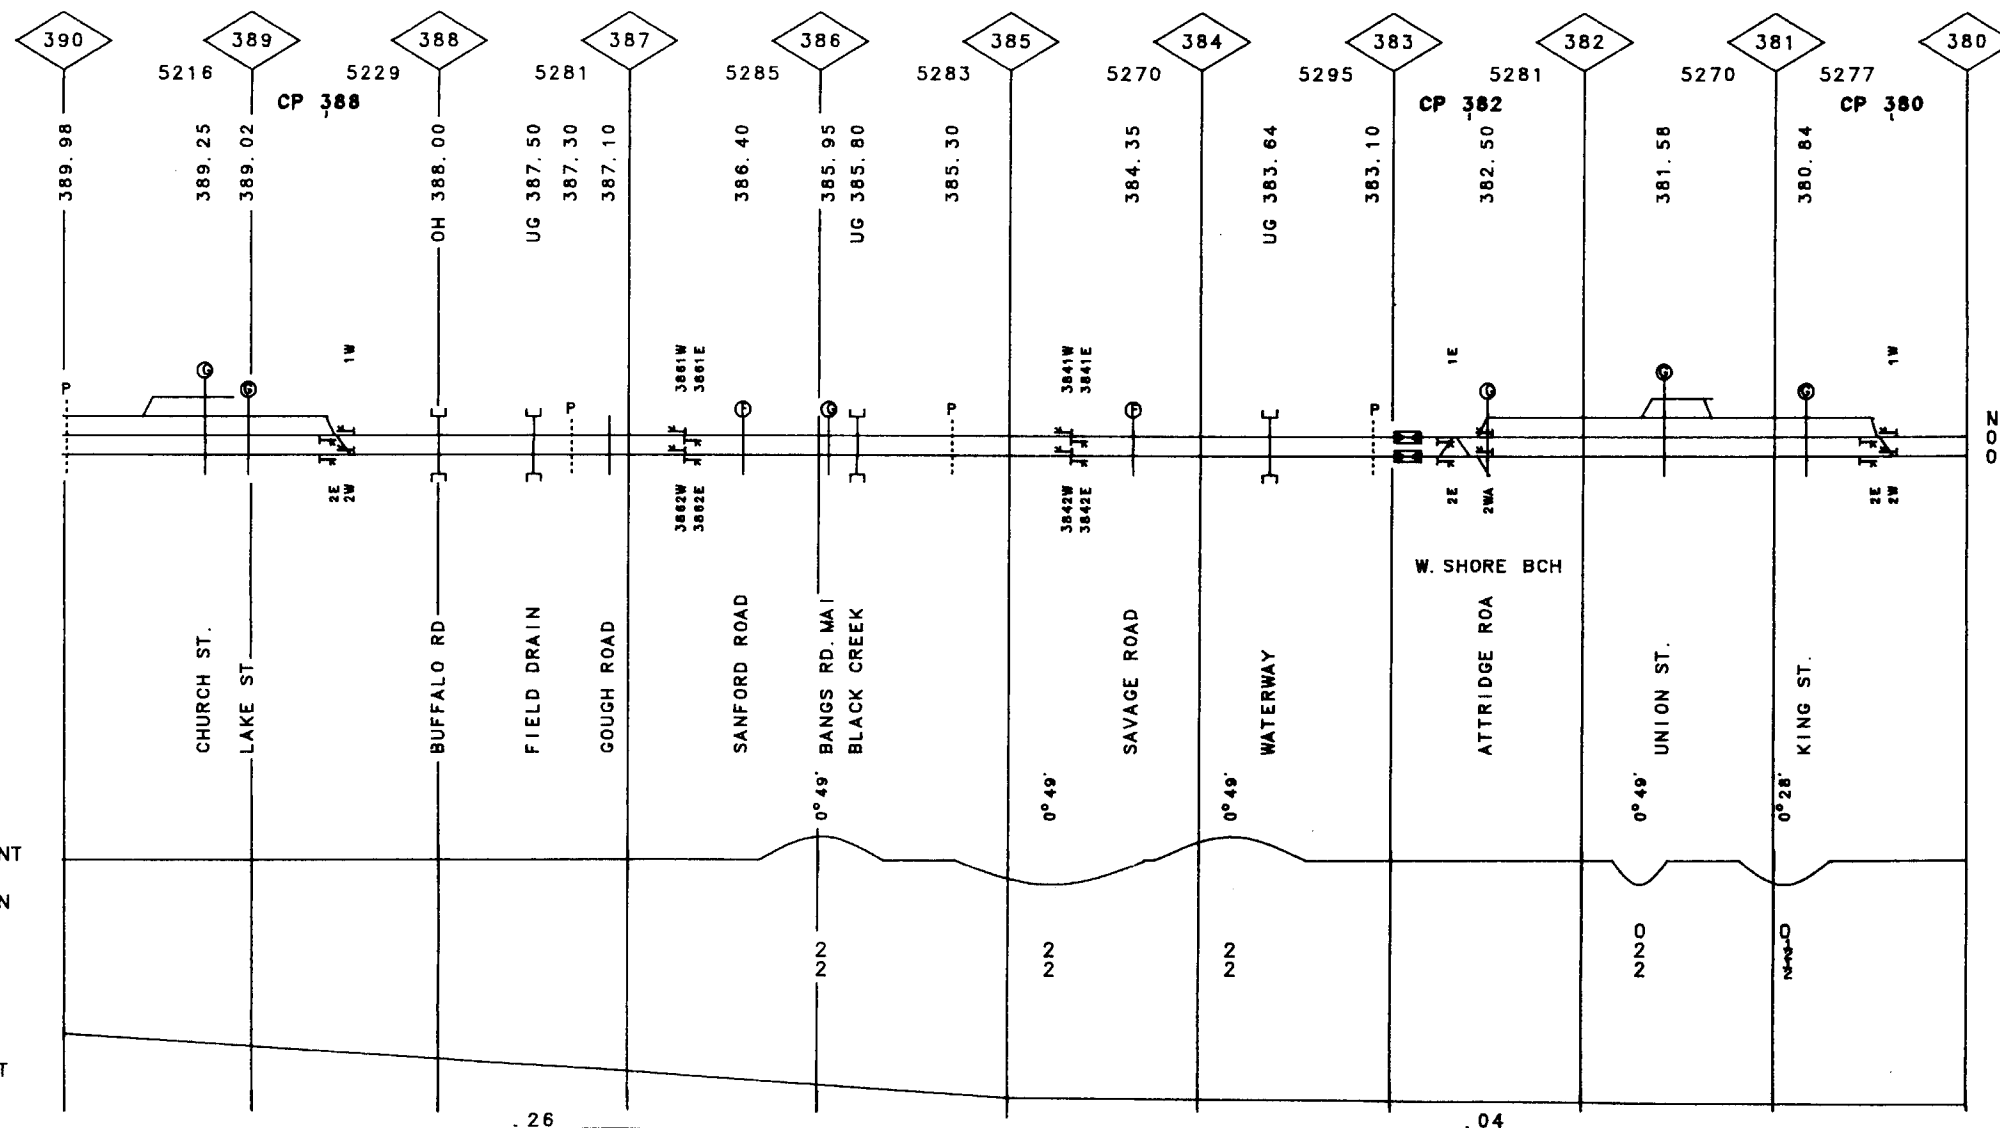 390 389 388 387 386 385 384 383 382 381 380
5216 5229 5281 5285 5283 5270 5295 5281 5270 5277
CP 388 CP 382 CP 380
389.98
389.25
389.02
OH 388.00
UG 387.50
387.30
387.10
386.40
385.95
UG 385.80
385.30
384.35
UG 383.64
383.10
382.50
381.58
380.84
1W
3861W
3861E
3841W
3841E
1E
1W
P
G
G
P
F
G
P
F
P
G
G
G
N
0
0
2E
2W
3862W
3862E
3842W
3842E
2E
2WA
2E
2W
W. SHORE BCH
CHURCH ST.
LAKE ST.
BUFFALO RD
FIELD DRAIN
GOUGH ROAD
SANFORD ROAD
BANGS RD. MAI
BLACK CREEK
SAVAGE ROAD
WATERWAY
ATTRIDGE ROA
UNION ST.
KING ST.
0°49'
0°49'
0°49'
0°49'
0°28'
NT
N
0 0
2 2 2 2
2 2 2 2
T
.26 .04